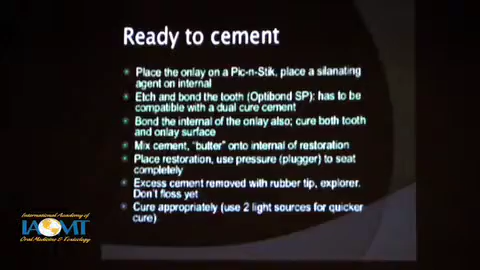 Ready to cement
Place the onlay on a Pic-n-Stik, place a silanating
agent on internal
Etch and bond the tooth (Optibond SP): has to be
compatible with a dual cure cement
Bond the internal of the onlay also; cure both tooth
and onlay surface
Mix cement, "butter" onto internal of restoration
Place restoration, use pressure (plugger) to seat
completely
Excess cement removed with rubber tip, explorer.
Don't floss yet
Cure appropriately (use 2 light sources for quicker
cure)
International Academy of
IAOMT
Oral Medicine & Toxicology